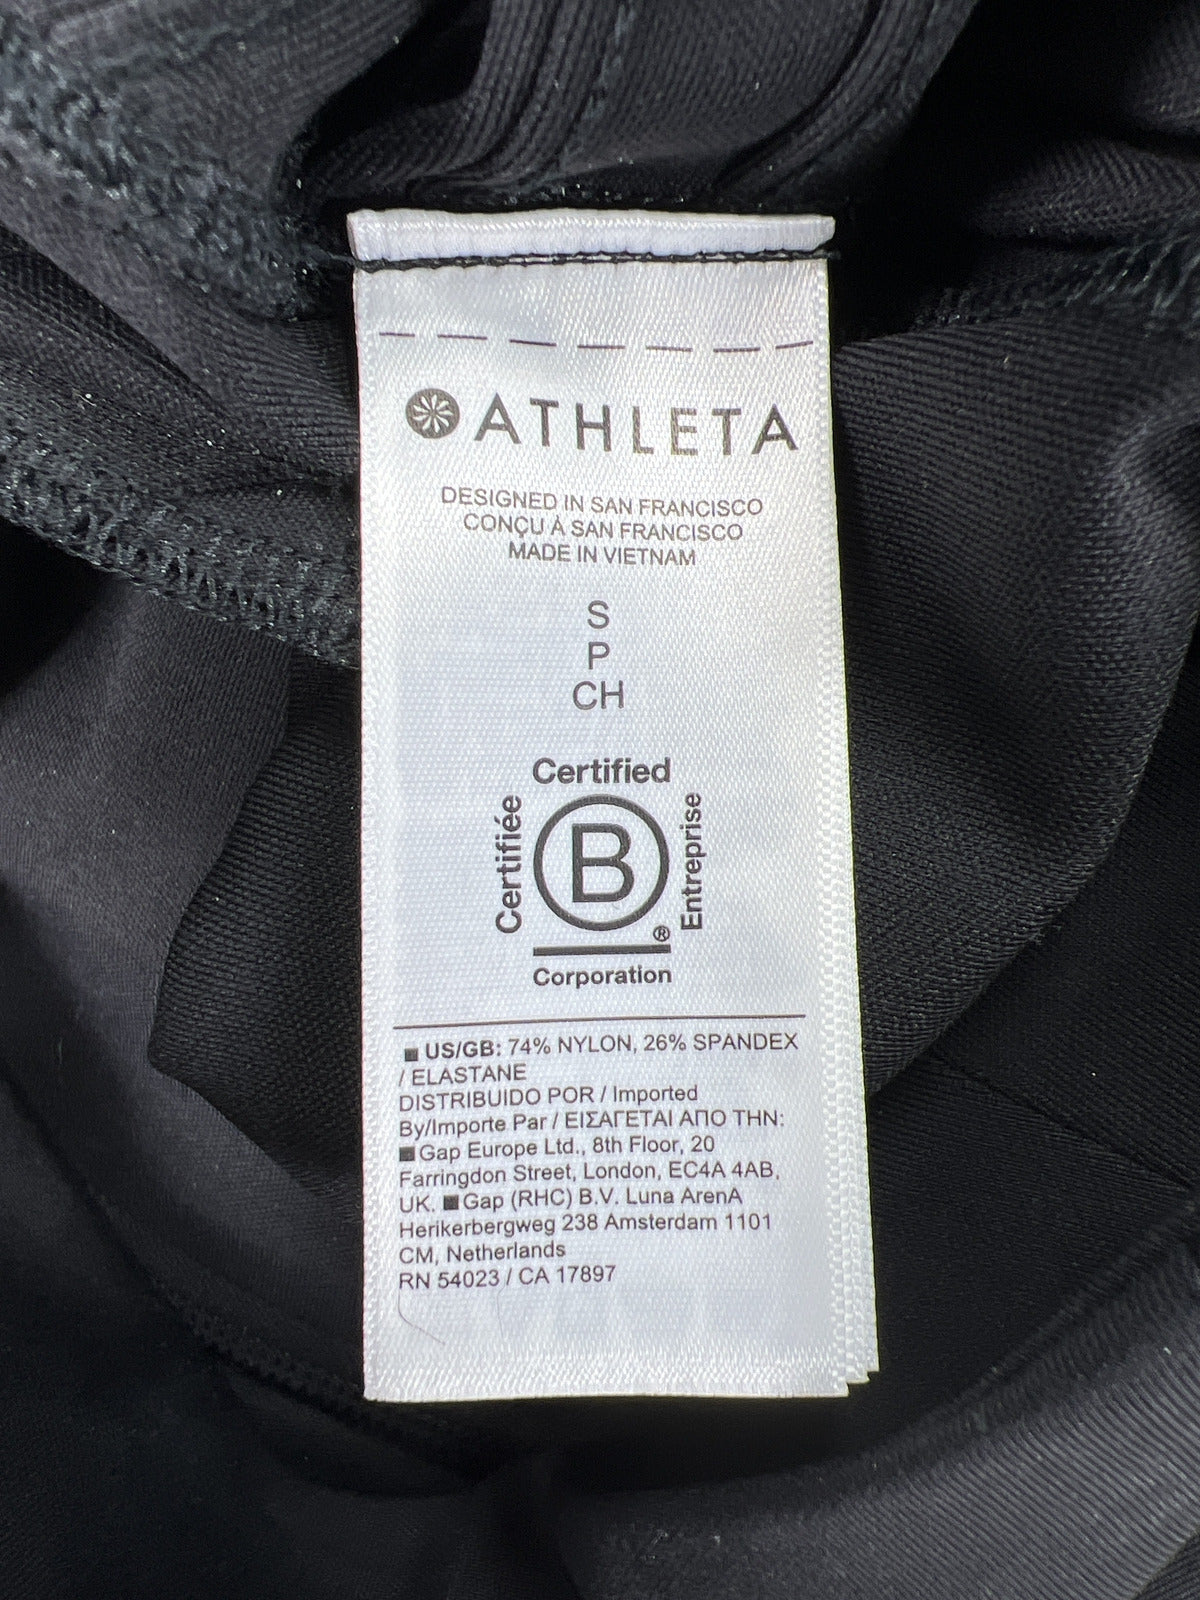 ATHLETA
DESIGNED IN SAN FRANCISCO
CONÇU À SAN FRANCISCO
MADE IN VIETNAM
S
P
CH
Certified
Certifiée
B
Entreprise
®
Corporation
US/GB: 74% NYLON, 26% SPANDEX
/ ELASTANE
DISTRIBUIDO POR / Imported
By/Importe Par / ΕΙΣΑΓΕΤΑΙ ΑΠΟ ΤΗΝ:
Gap Europe Ltd., 8th Floor, 20
Farringdon Street, London, EC4A 4AB,
UK. Gap (RHC) B.V. Luna ArenA
Herikerbergweg 238 Amsterdam 1101
CM, Netherlands
RN 54023 / CA 17897